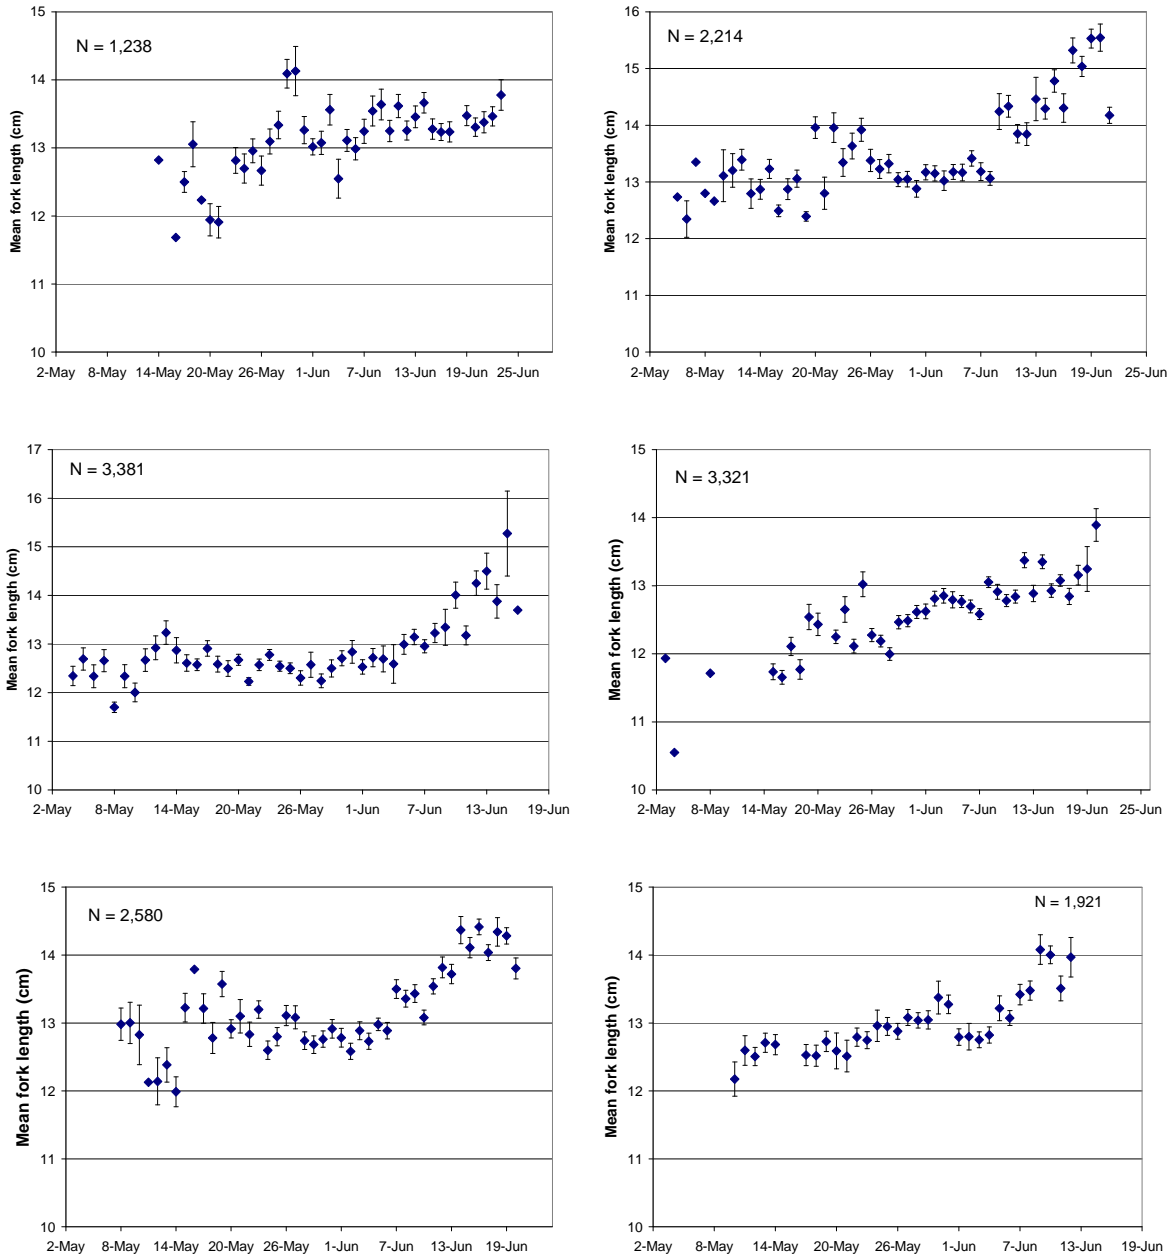 15
14
13
12
11
10
Mean fork length (cm)
N = 1,238
2-May 8-May 14-May 20-May 26-May 1-Jun 7-Jun 13-Jun 19-Jun 25-Jun
16
15
14
13
12
11
10
Mean fork length (cm)
N = 2,214
2-May 8-May 14-May 20-May 26-May 1-Jun 7-Jun 13-Jun 19-Jun 25-Jun
17
16
15
14
13
12
11
10
Mean fork length (cm)
N = 3,381
2-May 8-May 14-May 20-May 26-May 1-Jun 7-Jun 13-Jun 19-Jun
15
14
13
12
11
10
Mean fork length (cm)
N = 3,321
2-May 8-May 14-May 20-May 26-May 1-Jun 7-Jun 13-Jun 19-Jun 25-Jun
15
14
13
12
11
10
Mean fork length (cm)
N = 2,580
2-May 8-May 14-May 20-May 26-May 1-Jun 7-Jun 13-Jun 19-Jun
15
14
13
12
11
10
Mean fork length (cm)
N = 1,921
2-May 8-May 14-May 20-May 26-May 1-Jun 7-Jun 13-Jun 19-Jun